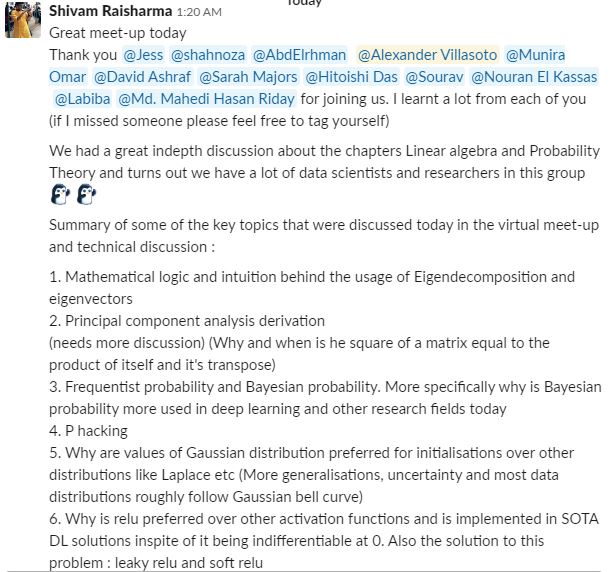 Today
Shivam Raisharma 1:20 AM
Great meet-up today
Thank you @Jess @shahnoza @AbdElrhman @Alexander Villasoto @Munira
Omar @David Ashraf @Sarah Majors @Hitoishi Das @Sourav @Nouran El Kassas
@Labiba @Md. Mahedi Hasan Riday for joining us. I learnt a lot from each of you
(if I missed someone please feel free to tag yourself)
We had a great indepth discussion about the chapters Linear algebra and Probability
Theory and turns out we have a lot of data scientists and researchers in this group
Summary of some of the key topics that were discussed today in the virtual meet-up
and technical discussion :
1. Mathematical logic and intuition behind the usage of Eigendecomposition and
eigenvectors
2. Principal component analysis derivation
(needs more discussion) (Why and when is he square of a matrix equal to the
product of itself and it's transpose)
3. Frequentist probability and Bayesian probability. More specifically why is Bayesian
probability more used in deep learning and other research fields today
4. P hacking
5. Why are values of Gaussian distribution preferred for initialisations over other
distributions like Laplace etc (More generalisations, uncertainty and most data
distributions roughly follow Gaussian bell curve)
6. Why is relu preferred over other activation functions and is implemented in SOTA
DL solutions inspite of it being indifferentiable at 0. Also the solution to this
problem : leaky relu and soft relu